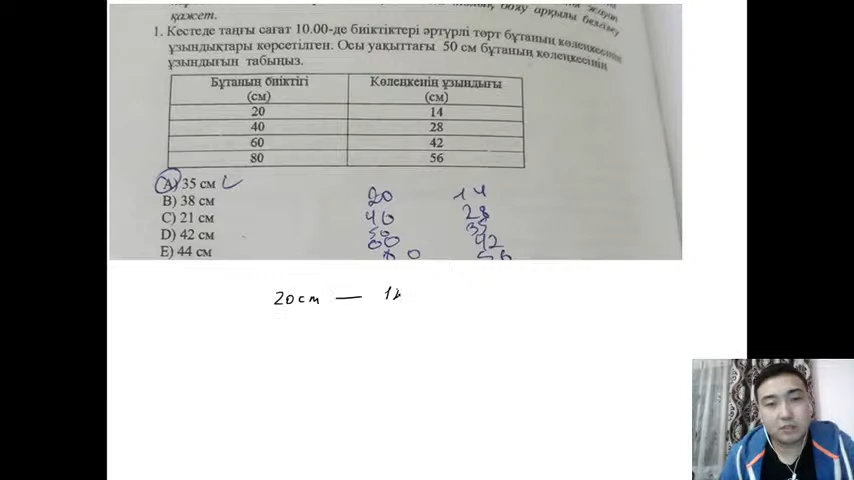 қажет.
1. Кестеде таңғы сағат 10.00-де биіктіктері әртүрлі төрт бұтаның көлеңкесінің
ұзындықтары көрсетілген. Осы уақыттағы 50 см бұтаның көлеңкесінің
ұзындығын табыңыз.
Бұтаның биіктігі (см) Көлеңкенің ұзындығы (см)
20 14
40 28
60 42
80 56
A) 35 см
B) 38 см
C) 21 см
D) 42 см
E) 44 см
20 14
40 28
50 35
60 42
20cm — 14